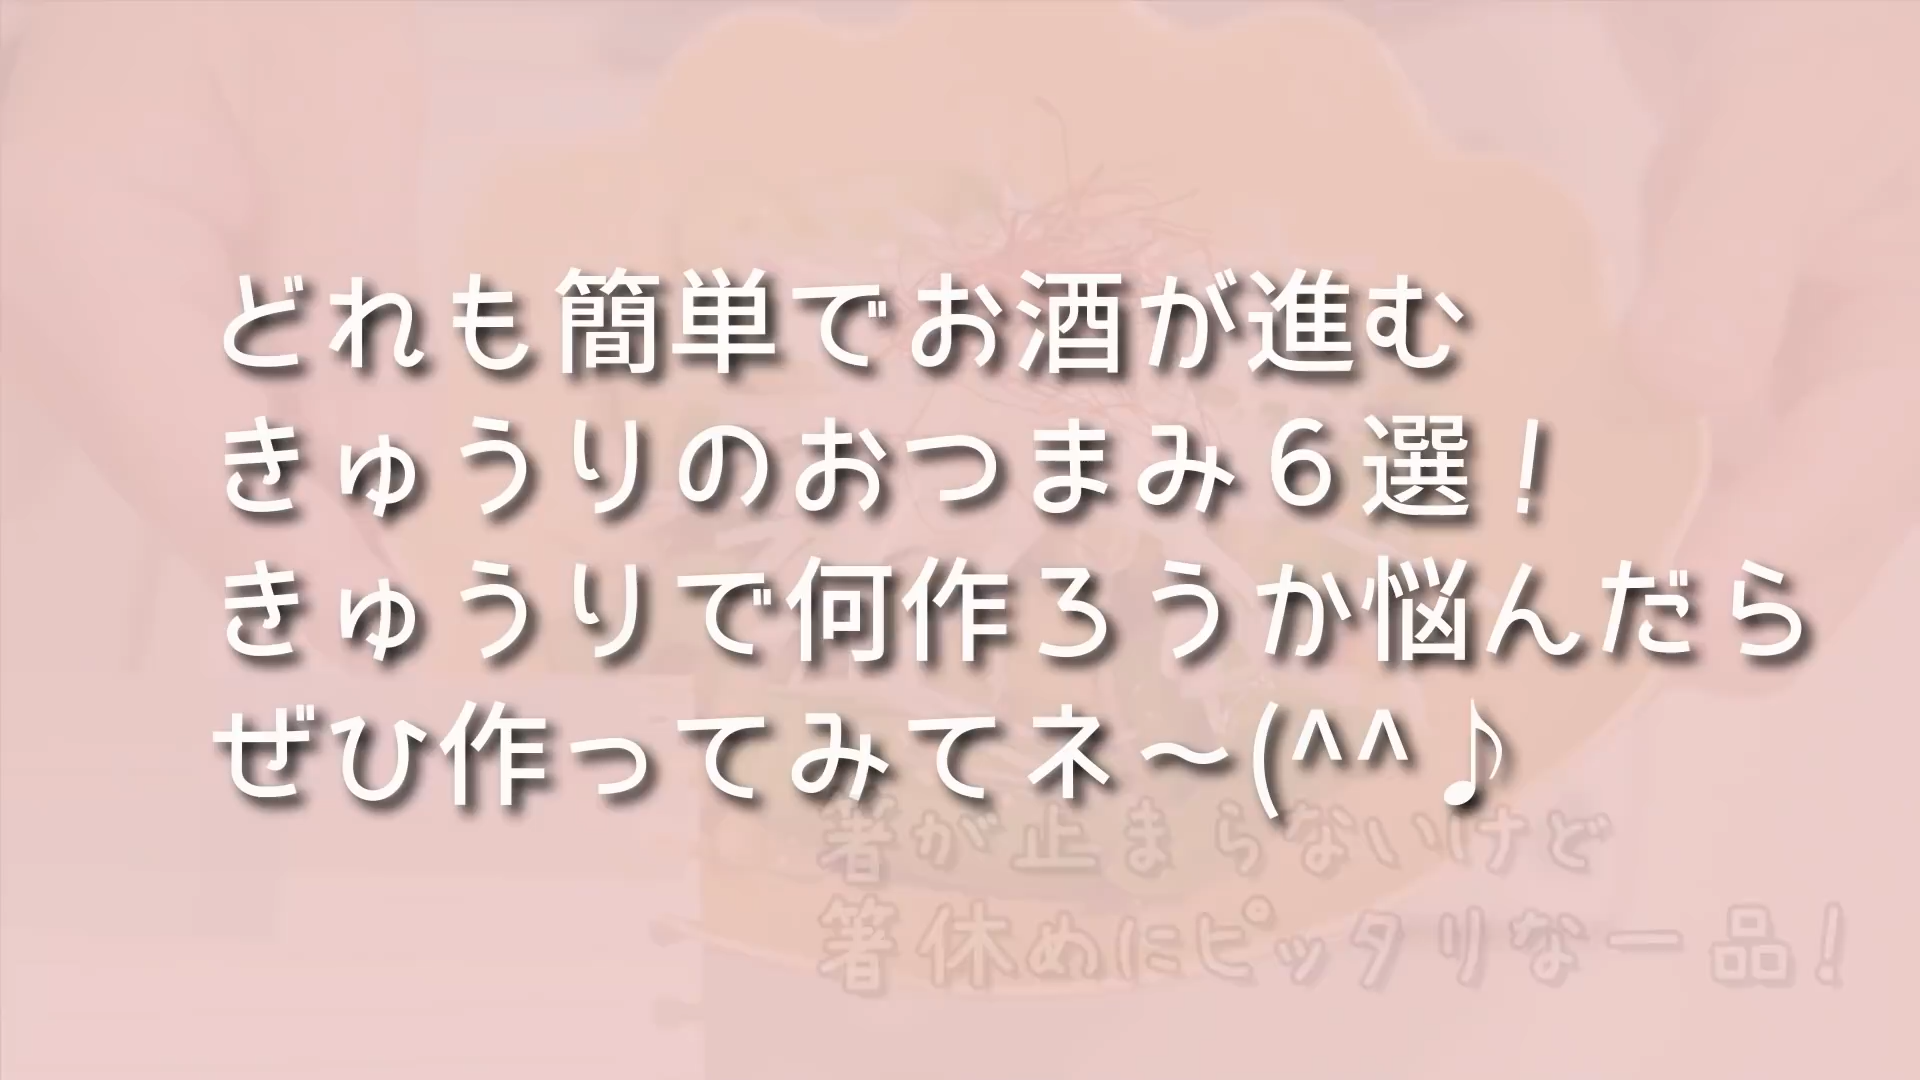 どれも簡単でお酒が進む
きゅうりのおつまみ６選！
きゅうりで何作ろうか悩んだら
ぜひ作ってみてネ～(^^♪
箸が止まらないけど
箸休めにピッタリな一品！